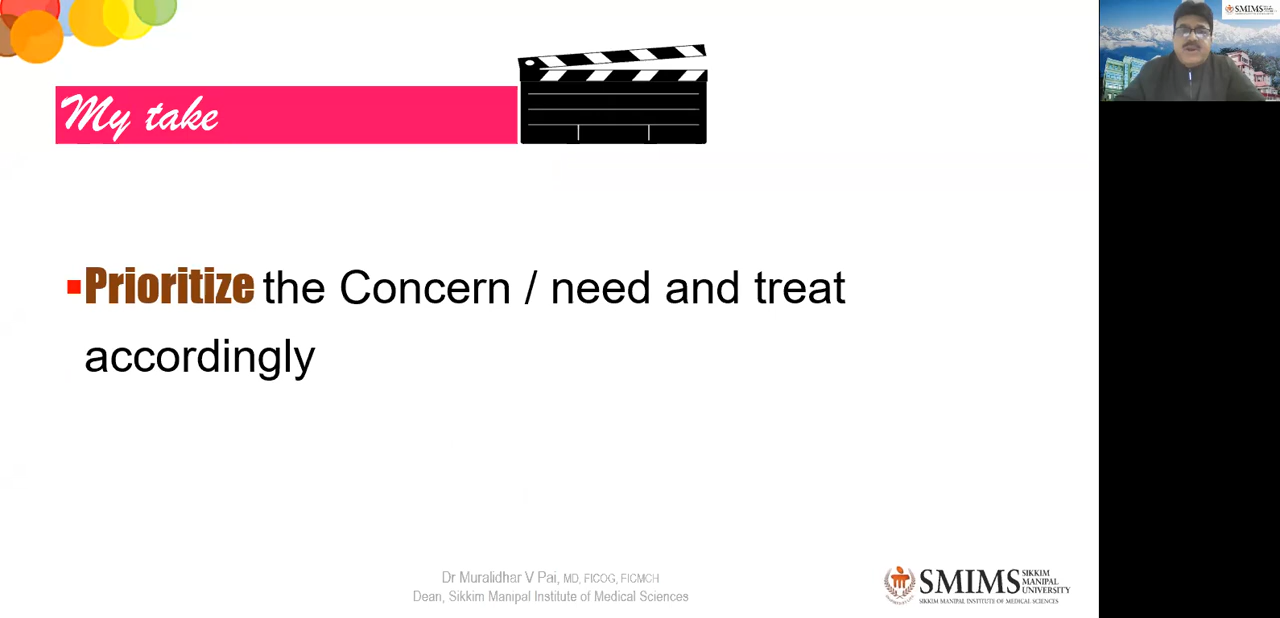 SMIMS
My take
Prioritize the Concern / need and treat
accordingly
Dr Muralidhar V Pai, MD, FICOG, FICMCH
Dean, Sikkim Manipal Institute of Medical Sciences
SMIMS SIKKIM
MANIPAL
UNIVERSITY
SIKKIM MANIPAL INSTITUTE OF MEDICAL SCIENCES